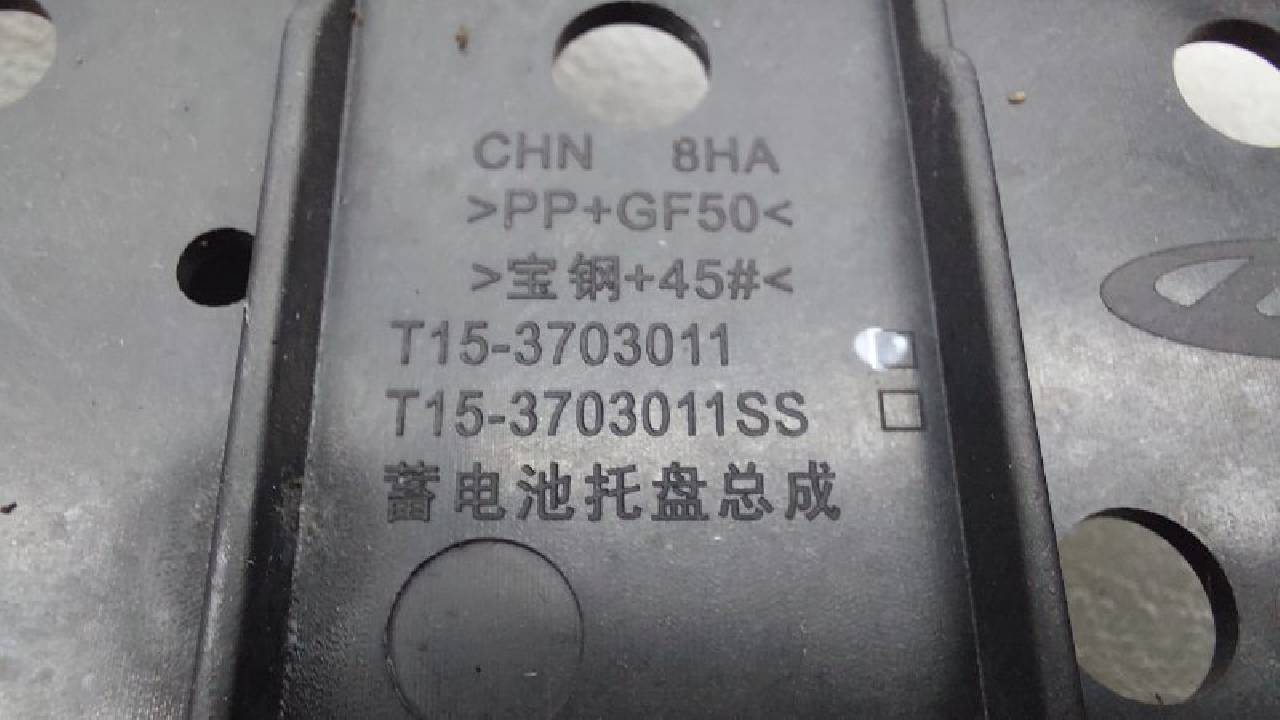 CHN 8HA
>PP+GF50<
>宝钢+45#<
T15-3703011
T15-3703011SS
蓄电池托盘总成